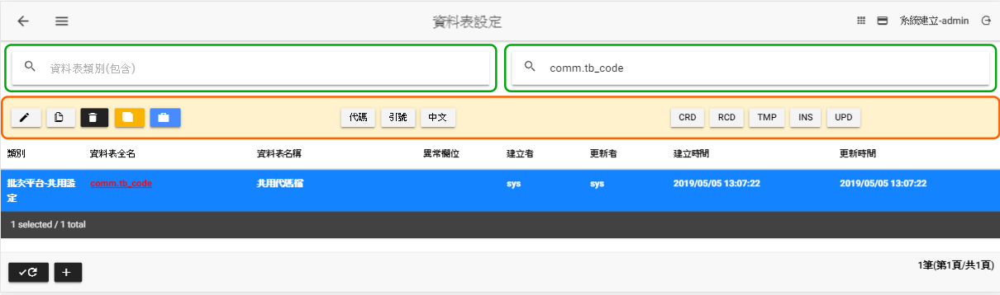 資料表設定
系統建立-admin
資料表類別(包含)
comm.tb_code
代碼 引號 中文 CRD RCD TMP INS UPD
類別 資料表全名 資料表名稱 異常欄位 建立者 更新者 建立時間 更新時間
批次平台-共用設定 comm.tb_code 共用代碼檔 sys sys 2019/05/05 13:07:22 2019/05/05 13:07:22
1 selected / 1 total
1筆(第1頁/共1頁)